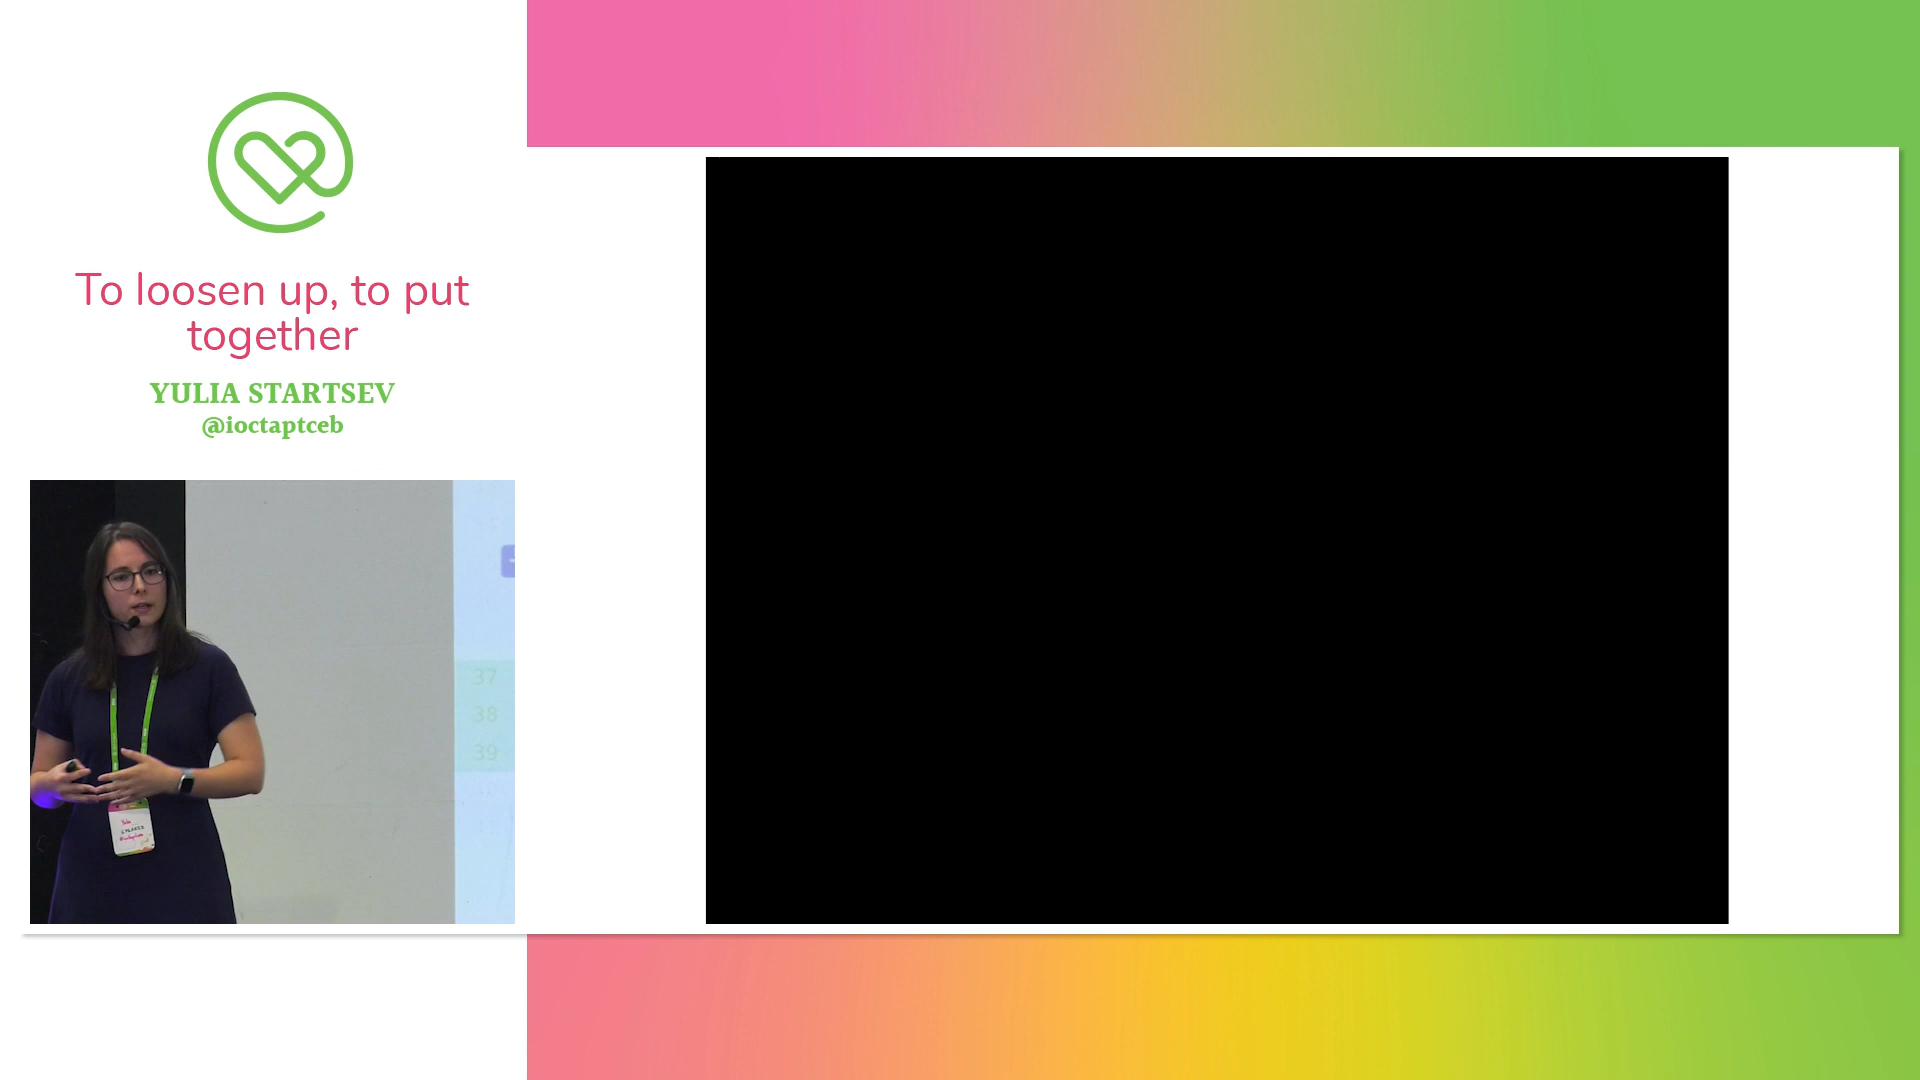 To loosen up, to put
together
YULIA STARTSEV
@ioctaptceb
37
38
39